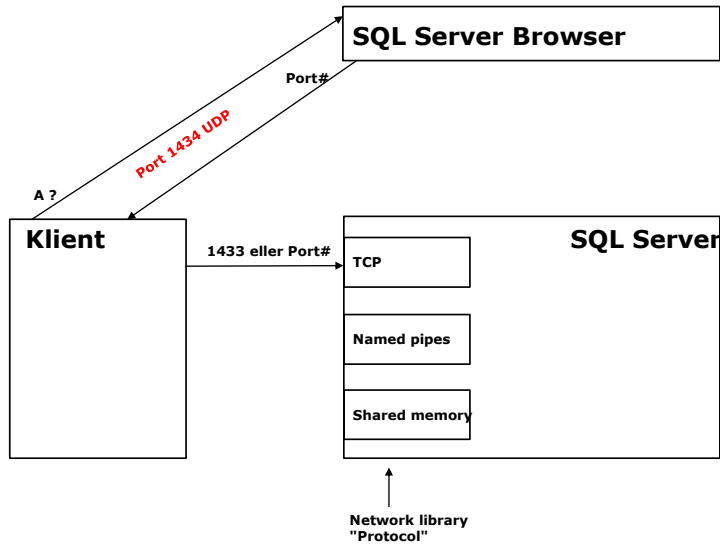 SQL Server Browser
Port#
Port 1434 UDP
A ?
Klient
1433 eller Port#
SQL Server
TCP
Named pipes
Shared memory
Network library
"Protocol"